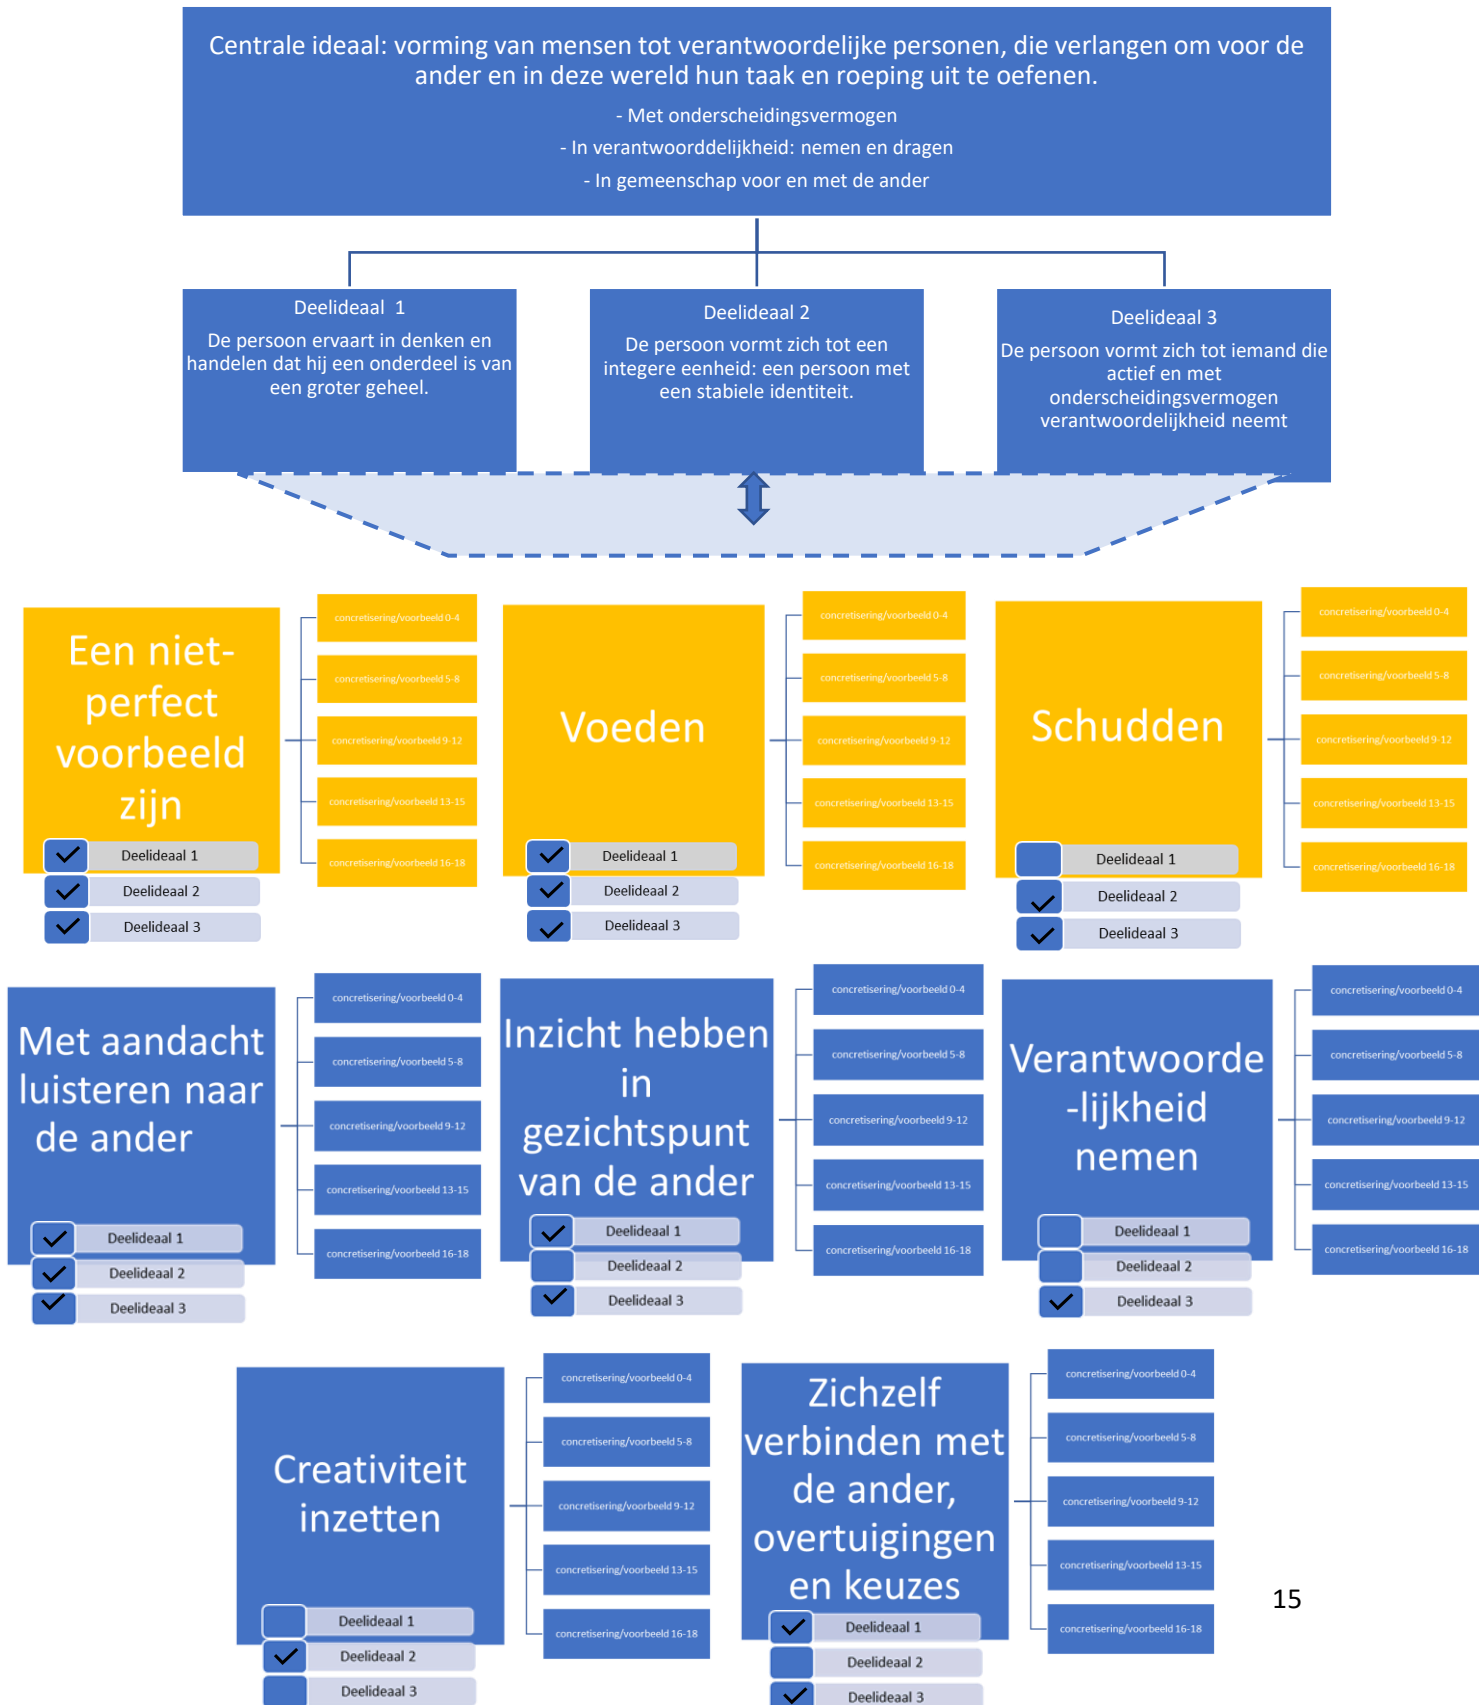 Centrale ideaal: vorming van mensen tot verantwoordelijke personen, die verlangen om voor de
ander en in deze wereld hun taak en roeping uit te oefenen.
- Met onderscheidingsvermogen
- In verantwoorddelijkheid: nemen en dragen
- In gemeenschap voor en met de ander
Deelideaal 1
De persoon ervaart in denken en
handelen dat hij een onderdeel is van
een groter geheel.
Deelideaal 2
De persoon vormt zich tot een
integere eenheid: een persoon met
een stabiele identiteit.
Deelideaal 3
De persoon vormt zich tot iemand die
actief en met
onderscheidingsvermogen
verantwoordelijkheid neemt
Een niet-
perfect
voorbeeld
zijn
Deelideaal 1
Deelideaal 2
Deelideaal 3
concretisering/voorbeeld 0-4
concretisering/voorbeeld 5-8
concretisering/voorbeeld 9-12
concretisering/voorbeeld 13-15
concretisering/voorbeeld 16-18
Voeden
Deelideaal 1
Deelideaal 2
Deelideaal 3
concretisering/voorbeeld 0-4
concretisering/voorbeeld 5-8
concretisering/voorbeeld 9-12
concretisering/voorbeeld 13-15
concretisering/voorbeeld 16-18
Schudden
Deelideaal 1
Deelideaal 2
Deelideaal 3
concretisering/voorbeeld 0-4
concretisering/voorbeeld 5-8
concretisering/voorbeeld 9-12
concretisering/voorbeeld 13-15
concretisering/voorbeeld 16-18
Met aandacht
luisteren naar
de ander
Deelideaal 1
Deelideaal 2
Deelideaal 3
concretisering/voorbeeld 0-4
concretisering/voorbeeld 5-8
concretisering/voorbeeld 9-12
concretisering/voorbeeld 13-15
concretisering/voorbeeld 16-18
Inzicht hebben
in
gezichtspunt
van de ander
Deelideaal 1
Deelideaal 2
Deelideaal 3
concretisering/voorbeeld 0-4
concretisering/voorbeeld 5-8
concretisering/voorbeeld 9-12
concretisering/voorbeeld 13-15
concretisering/voorbeeld 16-18
Verantwoorde
-lijkheid
nemen
Deelideaal 1
Deelideaal 2
Deelideaal 3
concretisering/voorbeeld 0-4
concretisering/voorbeeld 5-8
concretisering/voorbeeld 9-12
concretisering/voorbeeld 13-15
concretisering/voorbeeld 16-18
Creativiteit
inzetten
Deelideaal 1
Deelideaal 2
Deelideaal 3
concretisering/voorbeeld 0-4
concretisering/voorbeeld 5-8
concretisering/voorbeeld 9-12
concretisering/voorbeeld 13-15
concretisering/voorbeeld 16-18
Zichzelf
verbinden met
de ander,
overtuigingen
en keuzes
Deelideaal 1
Deelideaal 2
Deelideaal 3
concretisering/voorbeeld 0-4
concretisering/voorbeeld 5-8
concretisering/voorbeeld 9-12
concretisering/voorbeeld 13-15
concretisering/voorbeeld 16-18
15